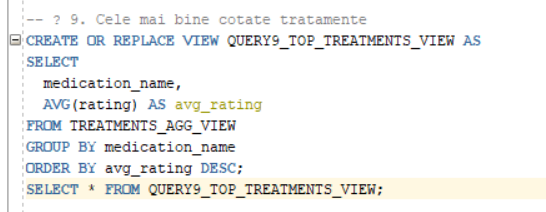 -- ? 9. Cele mai bine cotate tratamente
CREATE OR REPLACE VIEW QUERY9_TOP_TREATMENTS_VIEW AS
SELECT
medication_name,
AVG(rating) AS avg_rating
FROM TREATMENTS_AGG_VIEW
GROUP BY medication_name
ORDER BY avg_rating DESC;
SELECT * FROM QUERY9_TOP_TREATMENTS_VIEW;